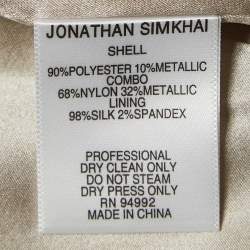 JONATHAN SIMKHAI
SHELL
90%POLYESTER 10%METALLIC
COMBO
68%NYLON 32%METALLIC
LINING
98%SILK 2%SPANDEX
PROFESSIONAL
DRY CLEAN ONLY
DO NOT STEAM
DRY PRESS ONLY
RN 94992
MADE IN CHINA